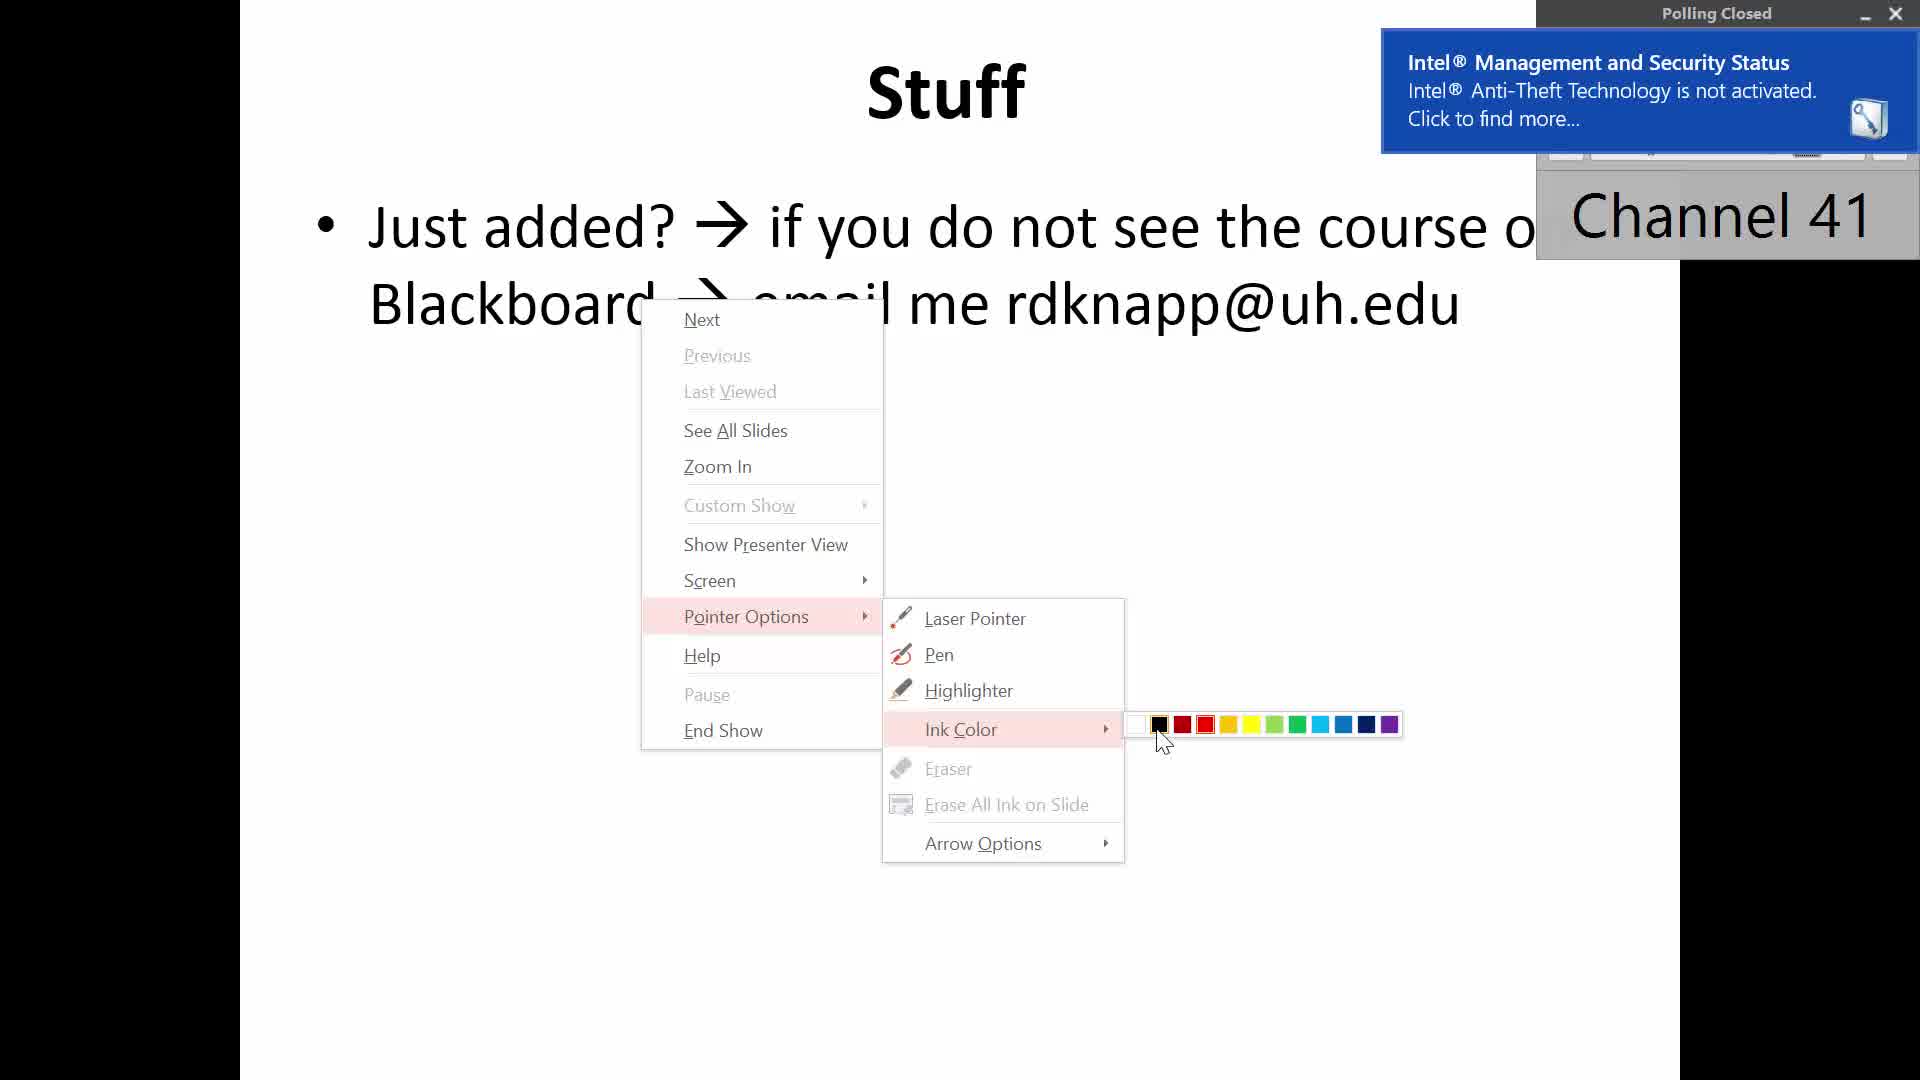 Polling Closed
Intel® Management and Security Status
Intel® Anti-Theft Technology is not activated.
Click to find more...
Channel 41
Stuff
• Just added? → if you do not see the course o
Blackboard → email me rdknapp@uh.edu
Next
Previous
Last Viewed
See All Slides
Zoom In
Custom Show
Show Presenter View
Screen
Pointer Options
Help
Pause
End Show
Laser Pointer
Pen
Highlighter
Ink Color
Eraser
Erase All Ink on Slide
Arrow Options